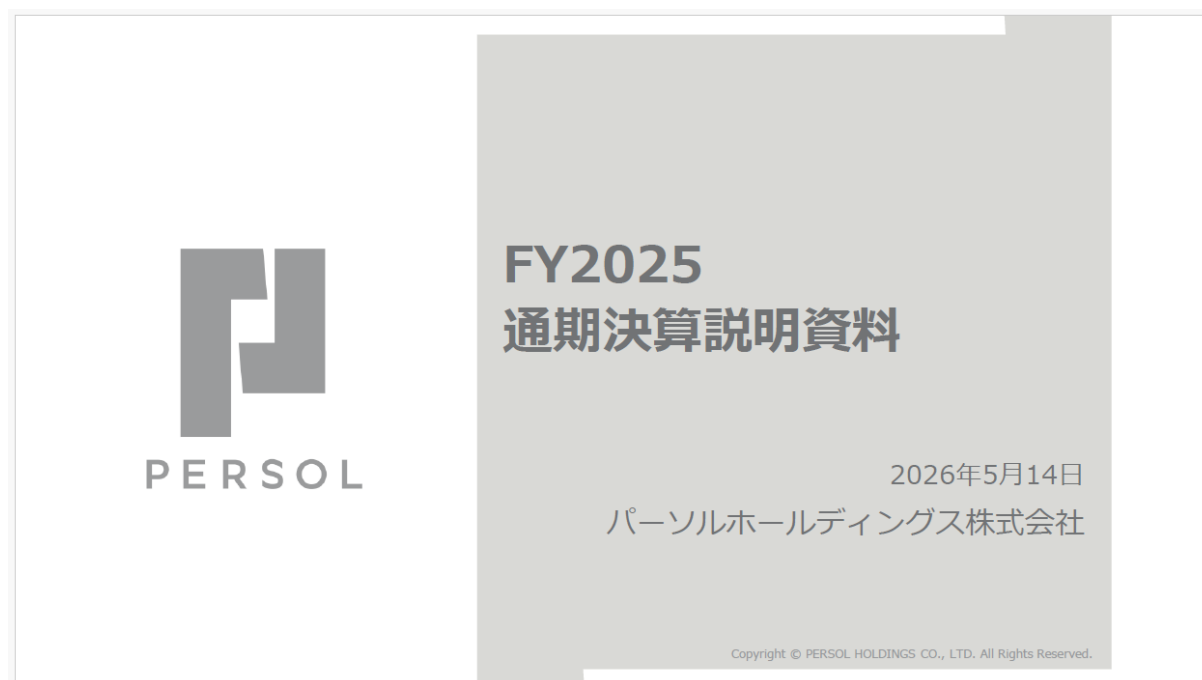 PERSOL
FY2025
通期決算説明資料
2026年5月14日
パーソルホールディングス株式会社
Copyright © PERSOL HOLDINGS CO., LTD. All Rights Reserved.